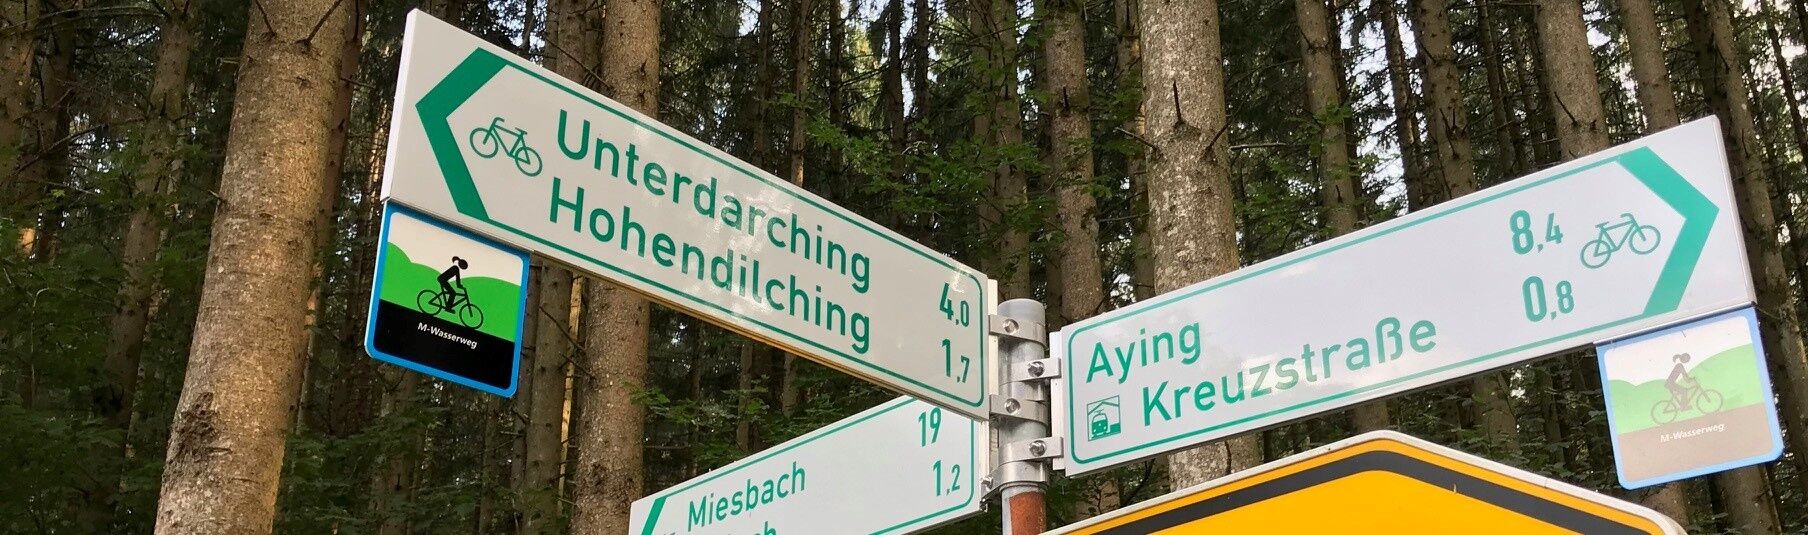 Unterdarching 4,0
Hohendilching 1,7
M-Wasserweg
Aying 8,4
Kreuzstraße 0,8
M-Wasserweg
Miesbach 19
1,2